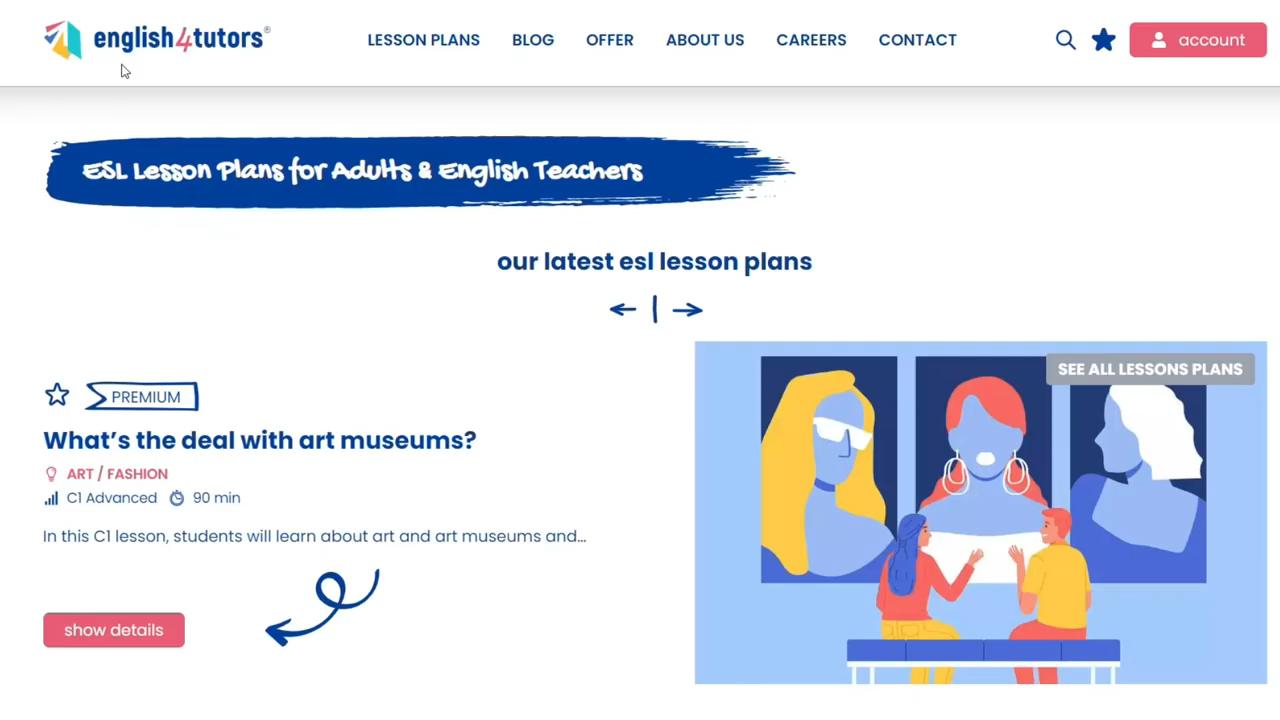 english4tutors®
LESSON PLANS
BLOG
OFFER
ABOUT US
CAREERS
CONTACT
account
ESL Lesson Plans for Adults & English Teachers
our latest esl lesson plans
PREMIUM
SEE ALL LESSONS PLANS
What's the deal with art museums?
ART / FASHION
C1 Advanced 90 min
In this C1 lesson, students will learn about art and art museums and...
show details